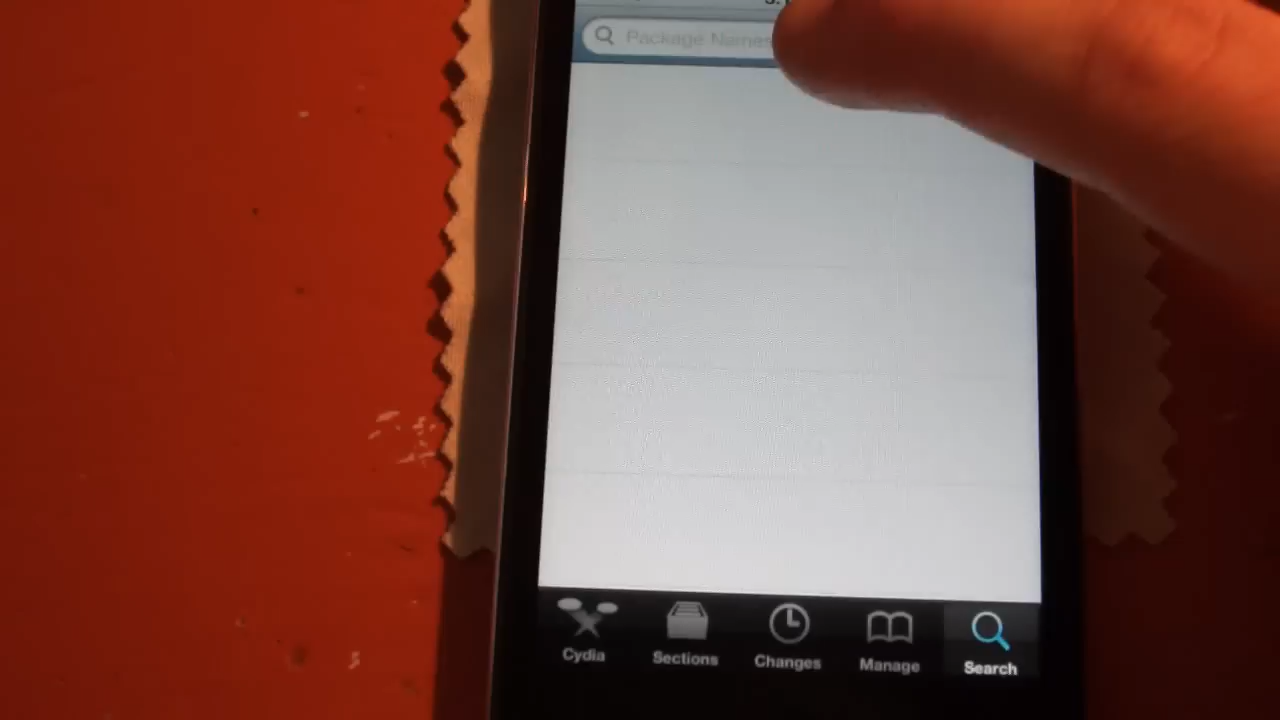 Package Names
Cydia
Sections
Changes
Manage
Search